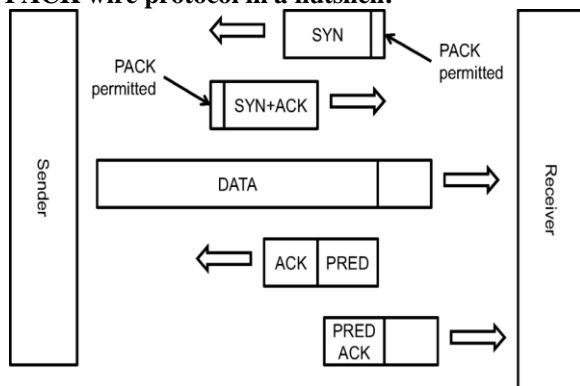 PACK wire protocol in a nutshell:
SYN
PACK
permitted
PACK
permitted
SYN+ACK
Sender
DATA
Receiver
ACK PRED
PRED
ACK